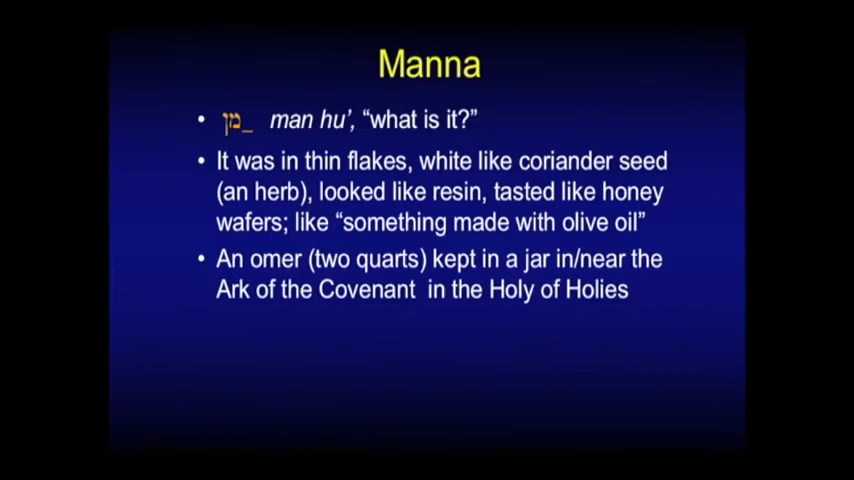 Manna
• מן_ man hu’, “what is it?”
• It was in thin flakes, white like coriander seed
(an herb), looked like resin, tasted like honey
wafers; like “something made with olive oil”
• An omer (two quarts) kept in a jar in/near the
Ark of the Covenant in the Holy of Holies